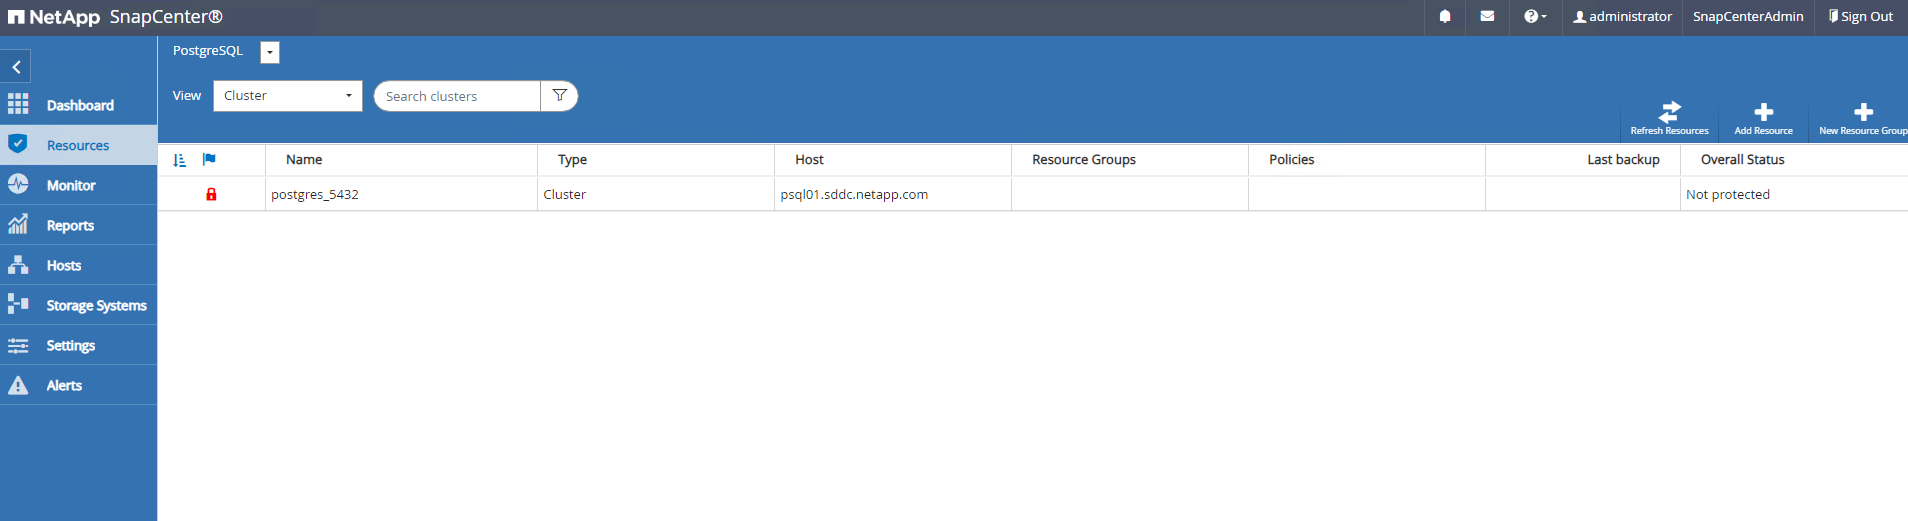 NetApp SnapCenter®
administrator
SnapCenterAdmin
Sign Out
PostgreSQL
View
Cluster
Search clusters
Refresh Resources
Add Resource
New Resource Group
Dashboard
Resources
Monitor
Reports
Hosts
Storage Systems
Settings
Alerts
Name Type Host Resource Groups Policies Last backup Overall Status
postgres_5432 Cluster psql01.sddc.netapp.com Not protected